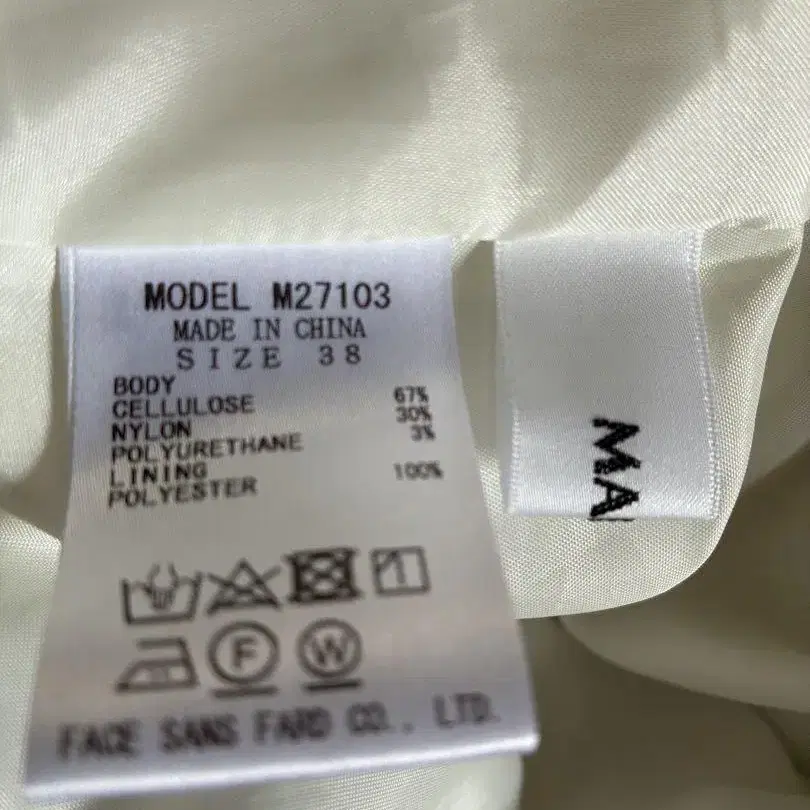 MODEL M27103
MADE IN CHINA
SIZE 38
BODY
CELLULOSE 67%
NYLON 30%
POLYURETHANE 3%
LINING
POLYESTER 100%
F
W
FACE SANS FARD CO., LTD.
MA